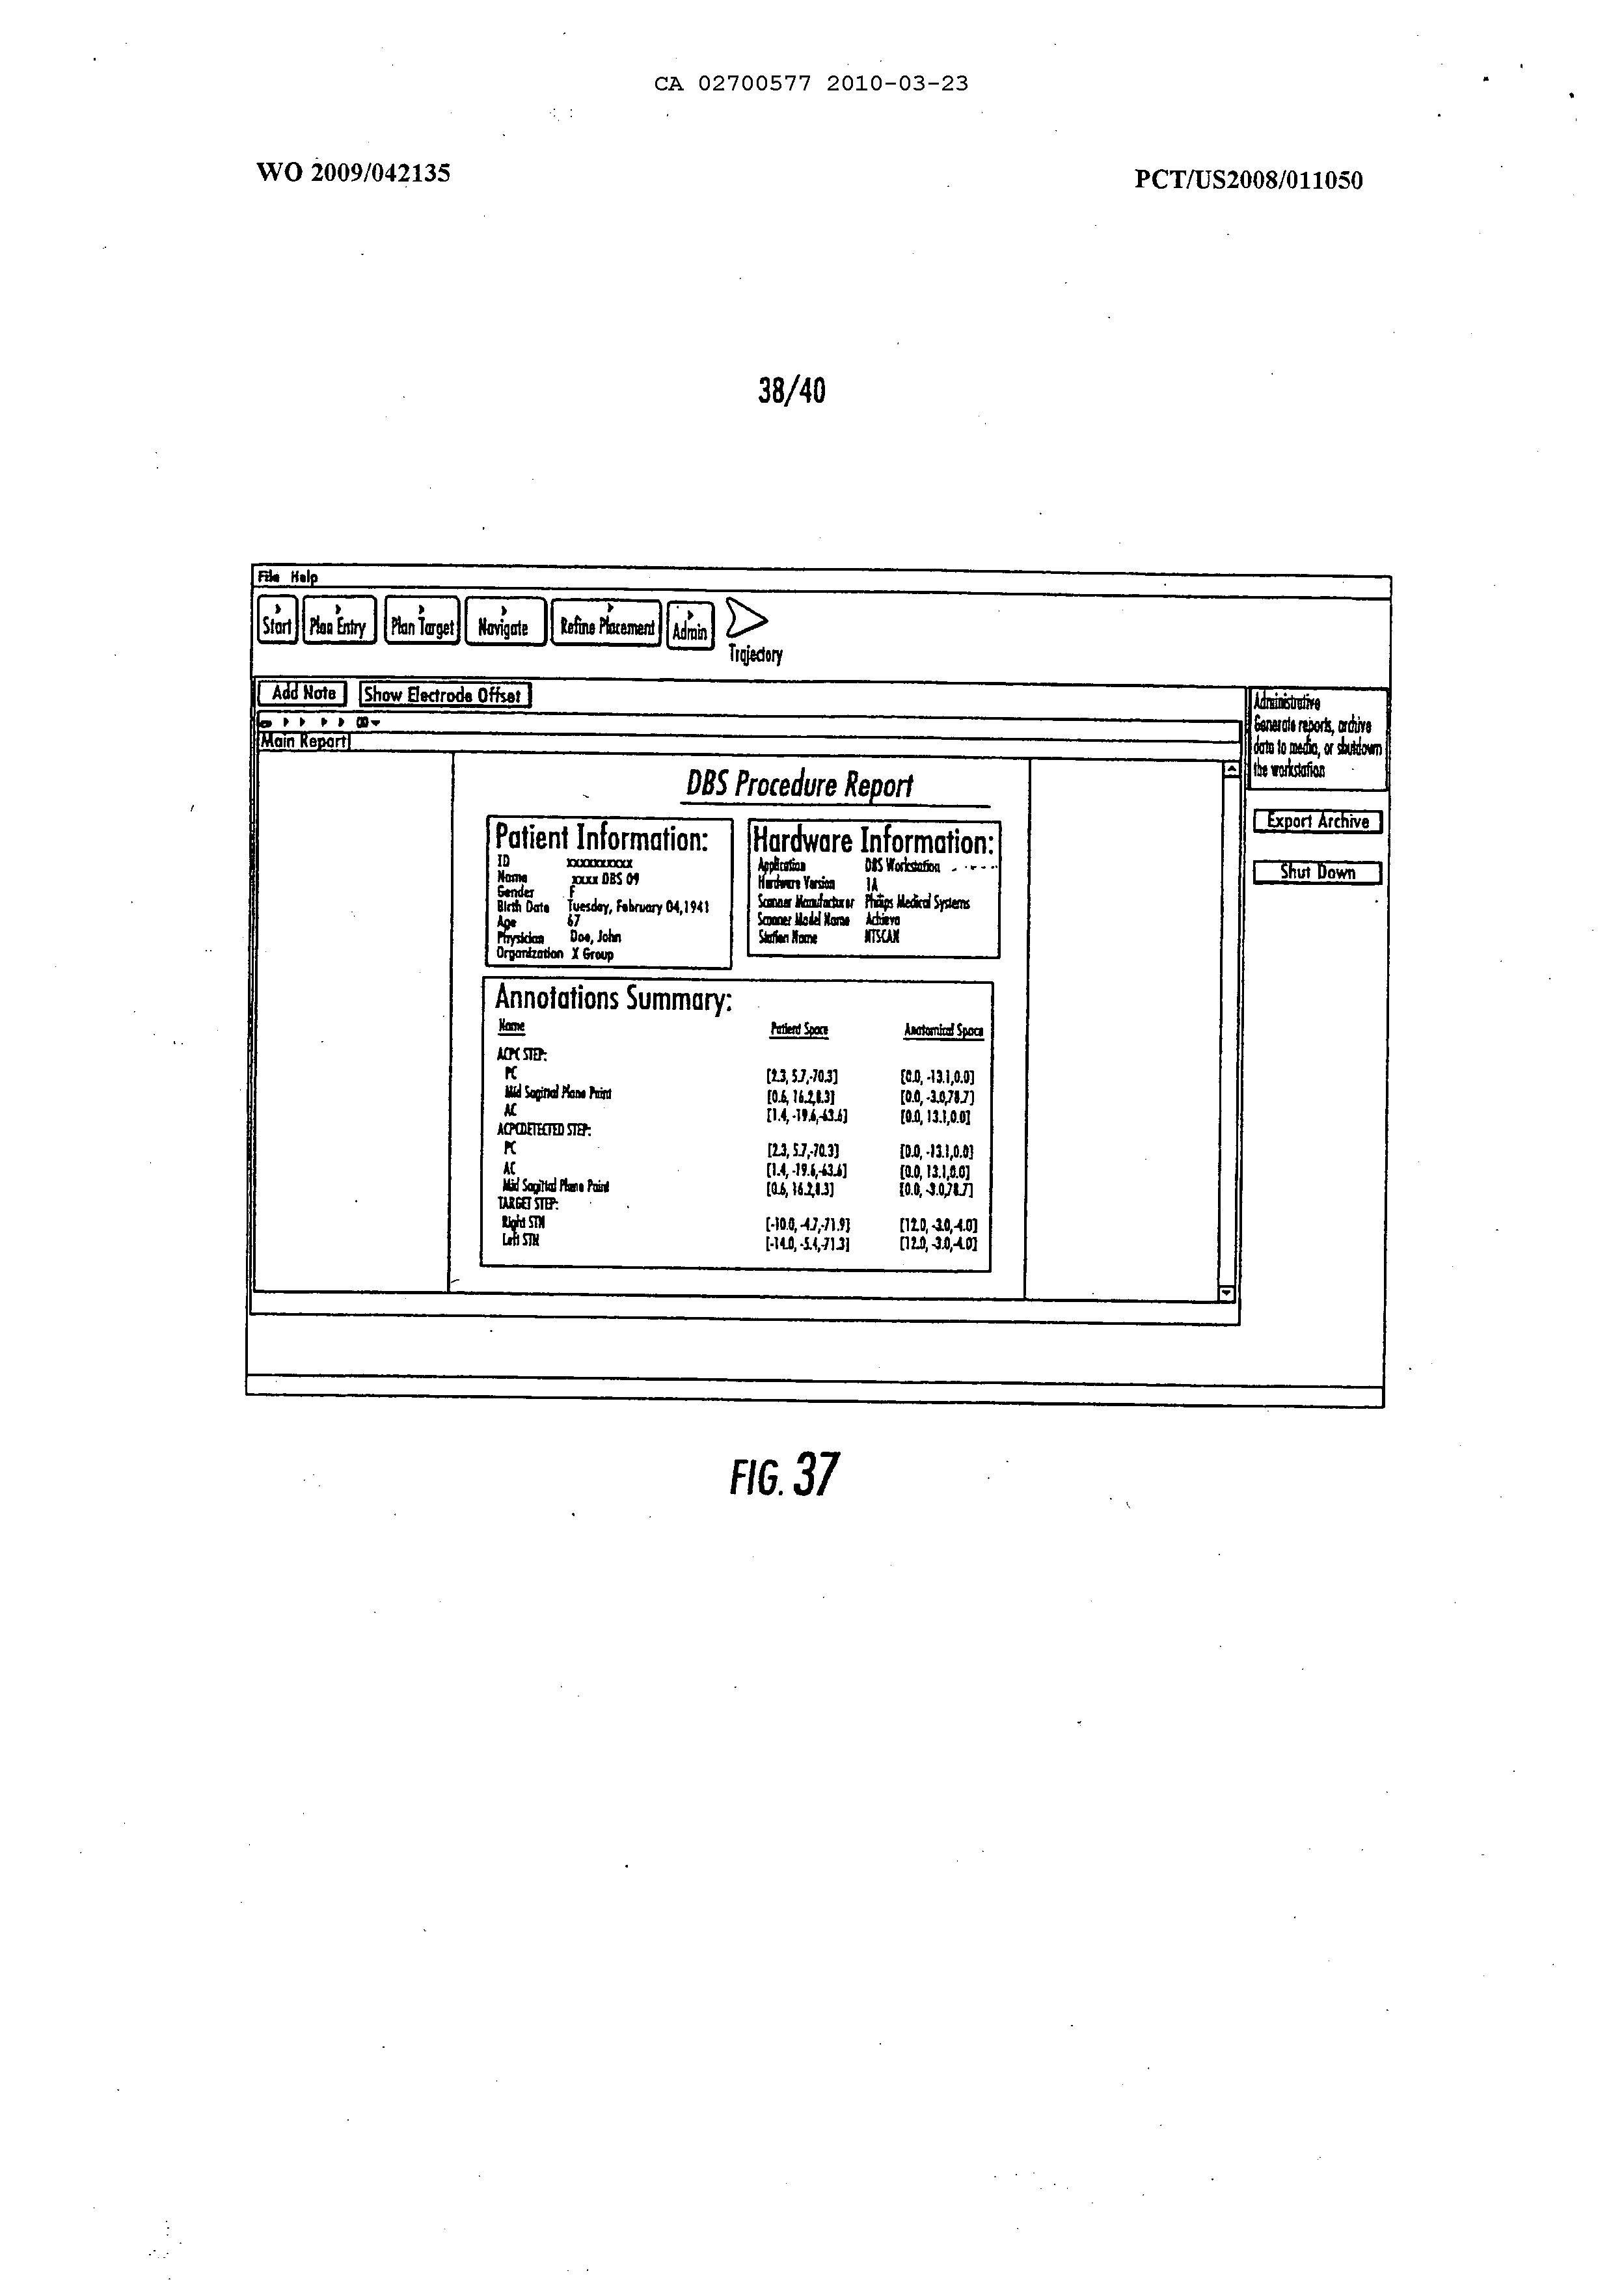 CA 02700577 2010-03-23
WO 2009/042135
PCT/US2008/011050
38/40
File Help
Start
Plan Entry
Plan Target
Navigate
Refine Placement
Admin
Trajectory
Add Note
Show Electrode Offset
Main Report
Administrative
Generate reports, archive
data to media, or shutdown
the workstation
Export Archive
Shut Down
DBS Procedure Report
Patient Information:
ID xxxxxxxxxx
Name xxxx DBS 09
Gender F
Birth Date Tuesday, February 04,1941
Age 67
Physician Doe, John
Organization X Group
Hardware Information:
Application DBS Workstation
Hardware Version 1A
Scanner Manufacturer Philips Medical Systems
Scanner Model Name Achieva
Station Name NTSCAN
Annotations Summary:
Name Patient Space Anatomical Space
ACPC STEP:
PC [2.3, 5.7,-70.3] [0.0, -13.1,0.0]
Mid Sagittal Plane Point [0.6, 16.2,8.3] [0.0, -3.0,78.7]
AC [1.4, -19.6,-63.6] [0.0, 13.1,0.0]
ACPCDETECTED STEP:
PC [2.3, 5.7,-70.3] [0.0, -13.1,0.0]
AC [1.4, -19.6,-63.6] [0.0, 13.1,0.0]
Mid Sagittal Plane Point [0.6, 16.2,8.3] [0.0, -3.0,78.7]
TARGET STEP:
Right STN [-10.0, -4.7,-71.9] [12.0, -3.0,-4.0]
Left STN [-14.0, -5.4,-71.3] [12.0, -3.0,-4.0]
FIG. 37